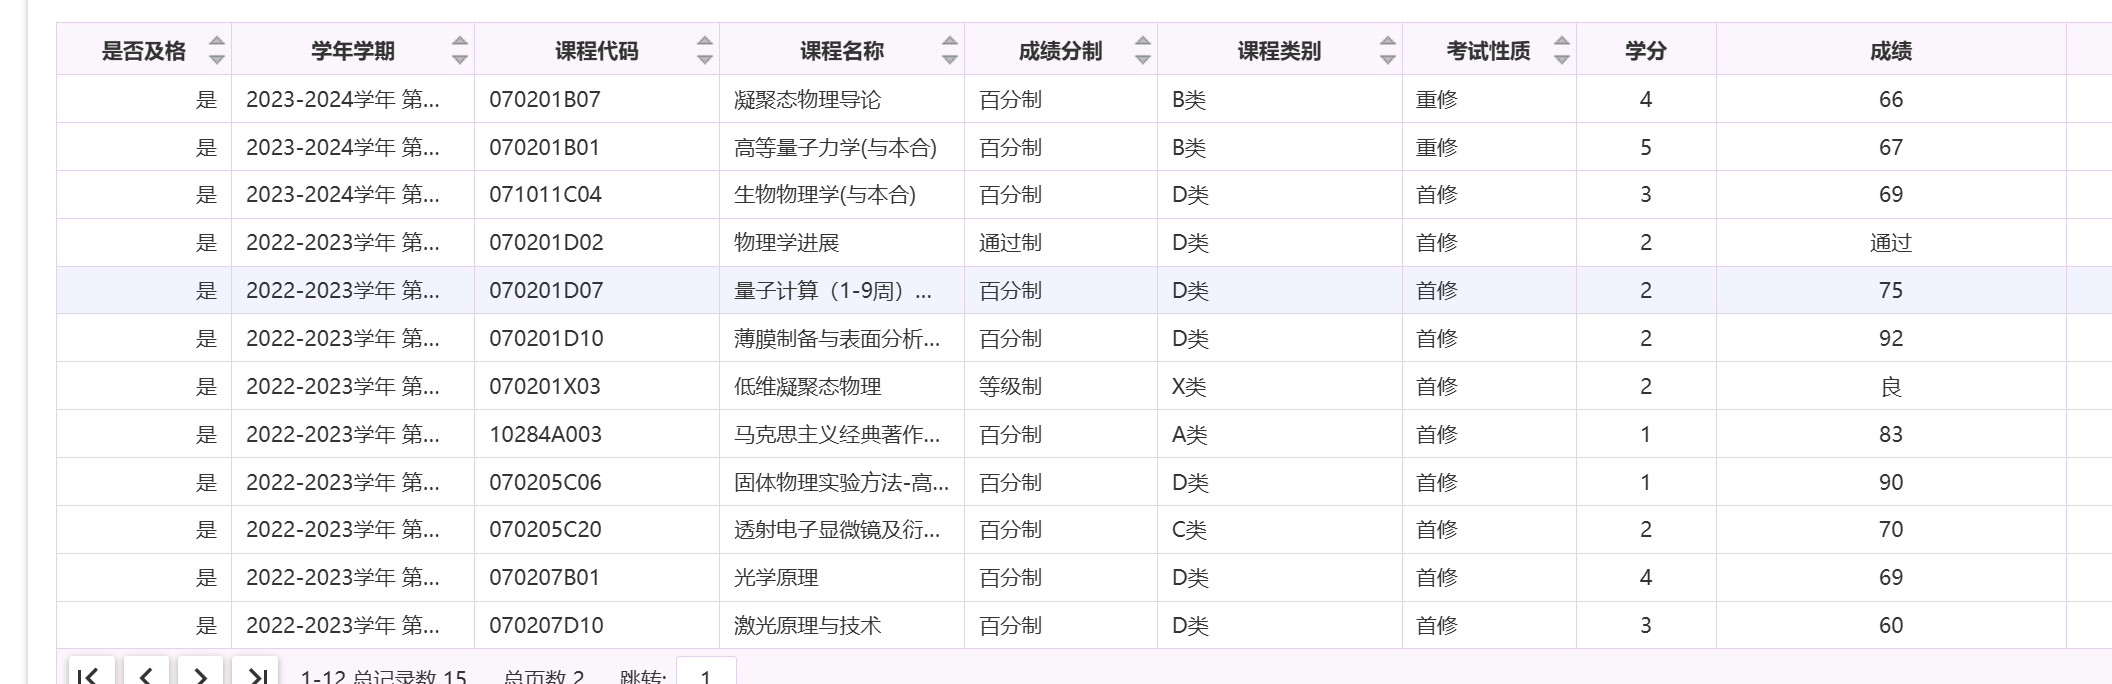 是否及格 学年学期 课程代码 课程名称 成绩分制 课程类别 考试性质 学分 成绩
是 2023-2024学年 第... 070201B07 凝聚态物理导论 百分制 B类 重修 4 66
是 2023-2024学年 第... 070201B01 高等量子力学(与本合) 百分制 B类 重修 5 67
是 2023-2024学年 第... 071011C04 生物物理学(与本合) 百分制 D类 首修 3 69
是 2022-2023学年 第... 070201D02 物理学进展 通过制 D类 首修 2 通过
是 2022-2023学年 第... 070201D07 量子计算（1-9周）... 百分制 D类 首修 2 75
是 2022-2023学年 第... 070201D10 薄膜制备与表面分析... 百分制 D类 首修 2 92
是 2022-2023学年 第... 070201X03 低维凝聚态物理 等级制 X类 首修 2 良
是 2022-2023学年 第... 10284A003 马克思主义经典著作... 百分制 A类 首修 1 83
是 2022-2023学年 第... 070205C06 固体物理实验方法-高... 百分制 D类 首修 1 90
是 2022-2023学年 第... 070205C20 透射电子显微镜及衍... 百分制 C类 首修 2 70
是 2022-2023学年 第... 070207B01 光学原理 百分制 D类 首修 4 69
是 2022-2023学年 第... 070207D10 激光原理与技术 百分制 D类 首修 3 60
1-12 总记录数 15 总页数 2 跳转: 1